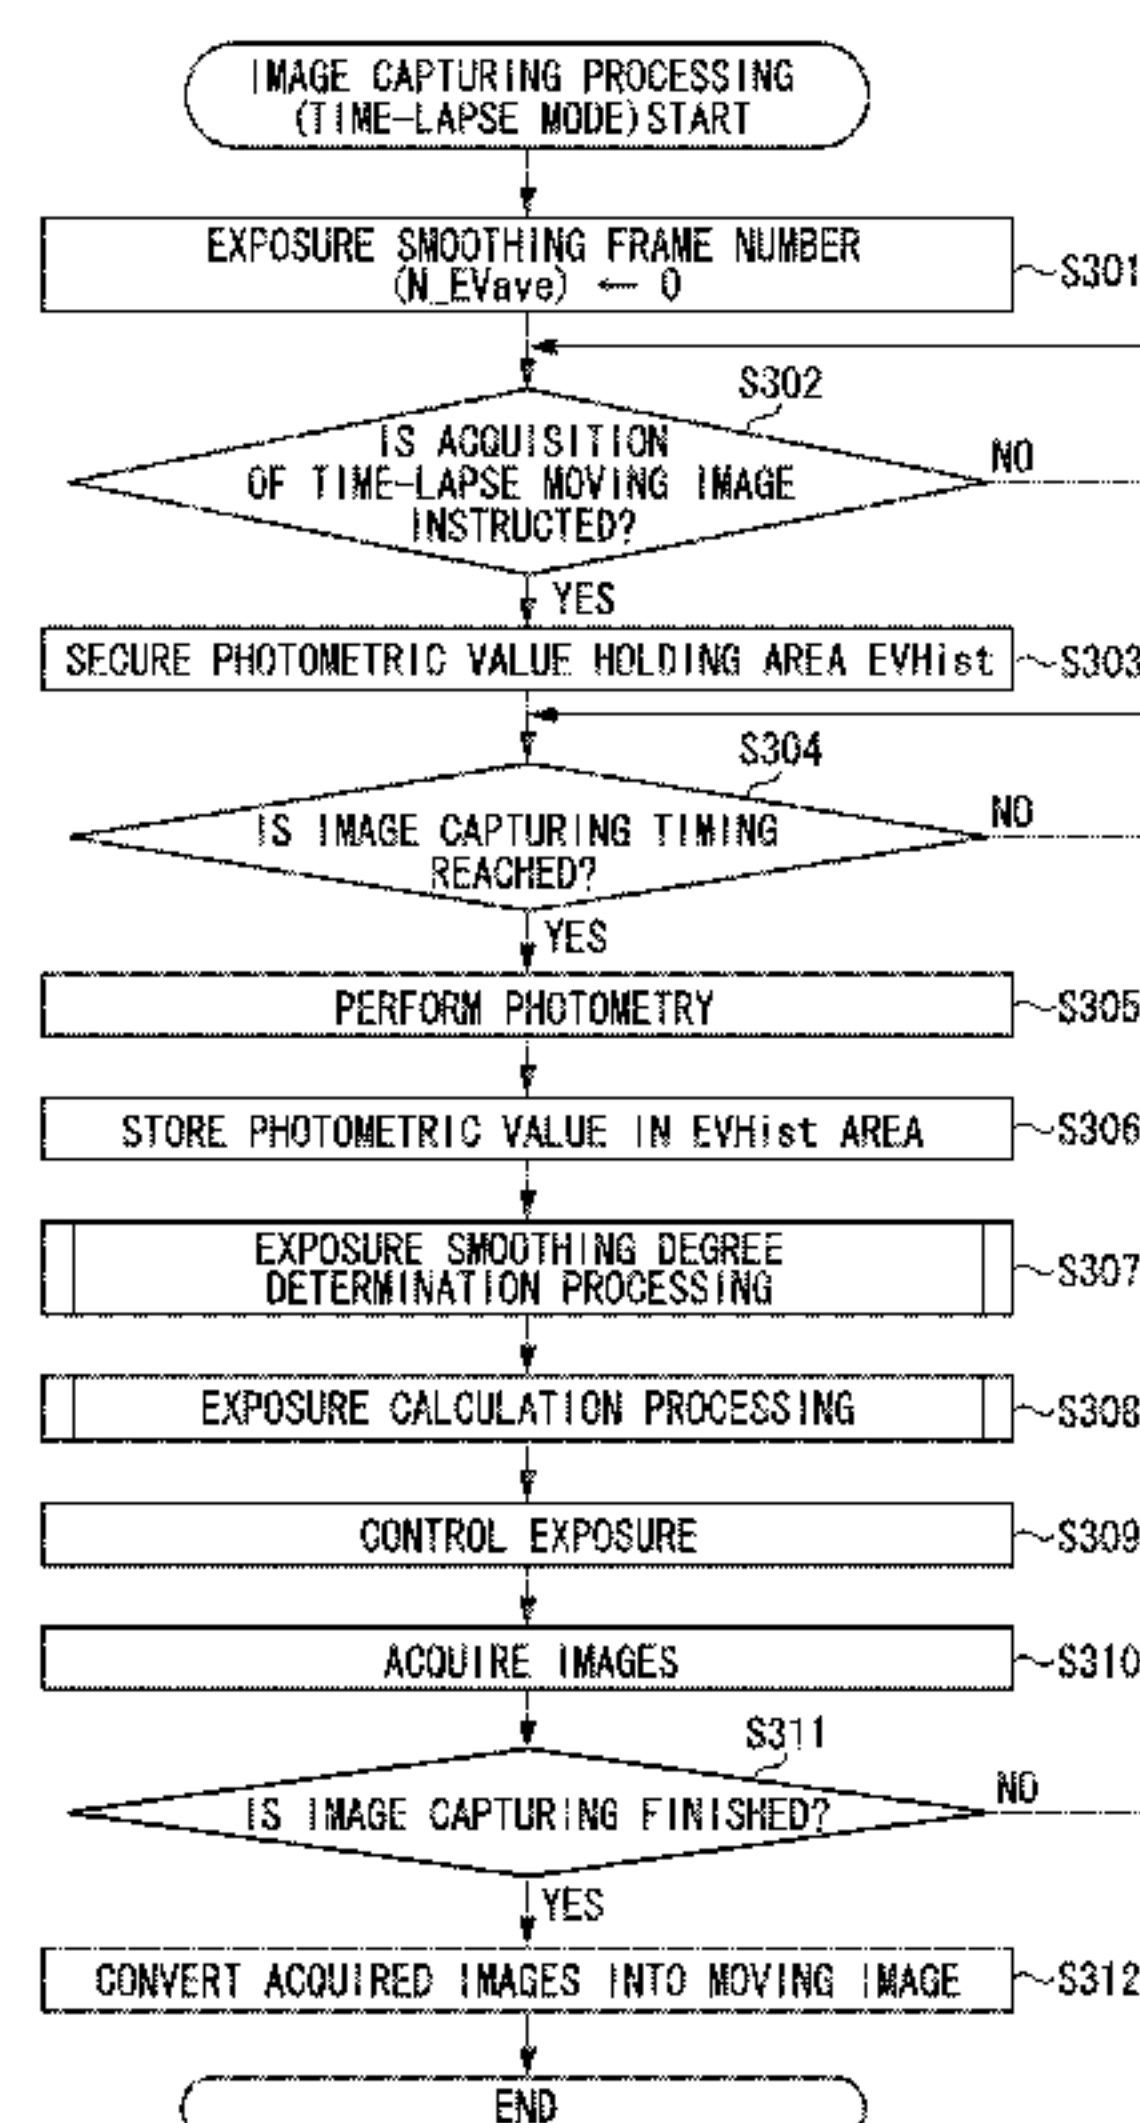 IMAGE CAPTURING PROCESSING
(TIME-LAPSE MODE) START
EXPOSURE SMOOTHING FRAME NUMBER
(N_EVave) ← 0
S301
S302
IS ACQUISITION
OF TIME-LAPSE MOVING IMAGE
INSTRUCTED?
NO
YES
SECURE PHOTOMETRIC VALUE HOLDING AREA EVHist
S303
S304
IS IMAGE CAPTURING TIMING
REACHED?
NO
YES
PERFORM PHOTOMETRY
S305
STORE PHOTOMETRIC VALUE IN EVHist AREA
S306
EXPOSURE SMOOTHING DEGREE
DETERMINATION PROCESSING
S307
EXPOSURE CALCULATION PROCESSING
S308
CONTROL EXPOSURE
S309
ACQUIRE IMAGES
S310
S311
IS IMAGE CAPTURING FINISHED?
NO
YES
CONVERT ACQUIRED IMAGES INTO MOVING IMAGE
S312
END